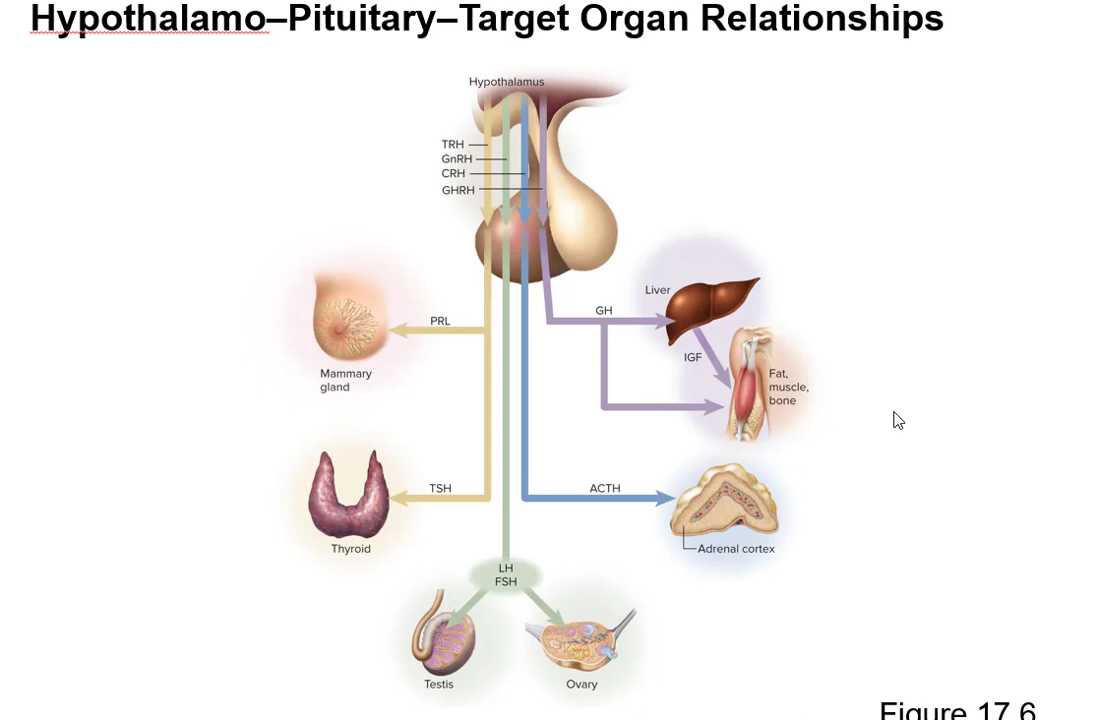 Hypothalamo–Pituitary–Target Organ Relationships
Hypothalamus
TRH
GnRH
CRH
GHRH
Liver
GH
PRL
IGF
Mammary
gland
Fat,
muscle,
bone
TSH
ACTH
Thyroid
Adrenal cortex
LH
FSH
Testis
Ovary
Figure 17.6